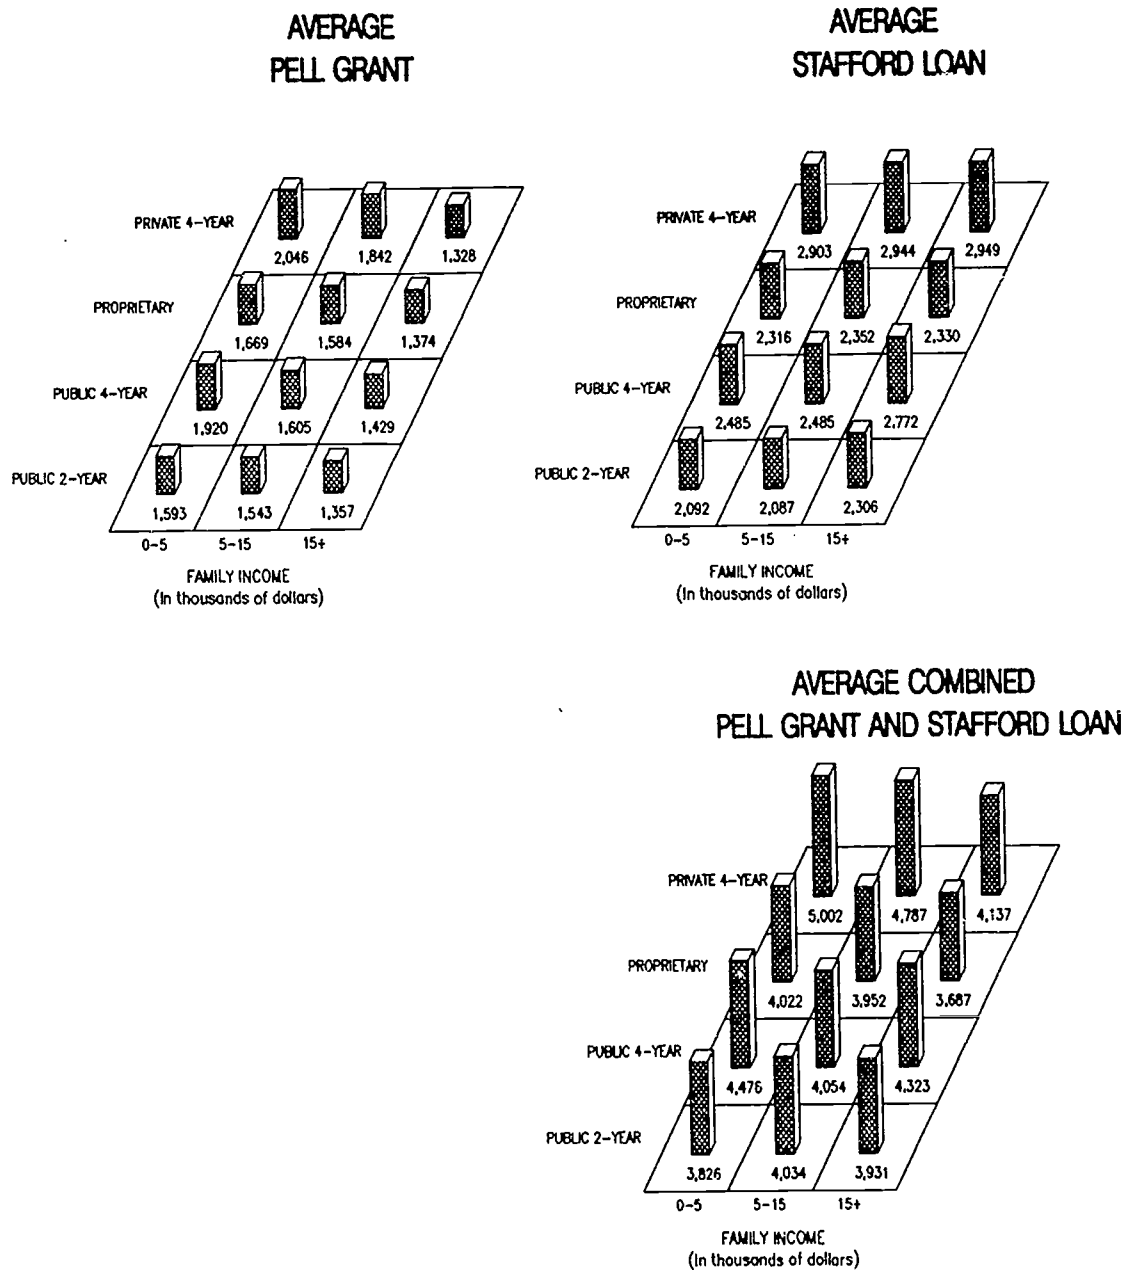 AVERAGE
PELL GRANT
PRIVATE 4-YEAR
2,046 1,842 1,328
PROPRIETARY
1,669 1,584 1,374
PUBLIC 4-YEAR
1,920 1,605 1,429
PUBLIC 2-YEAR
1,593 1,543 1,357
0-5 5-15 15+
FAMILY INCOME
(In thousands of dollars)
AVERAGE
STAFFORD LOAN
PRIVATE 4-YEAR
2,903 2,944 2,949
PROPRIETARY
2,316 2,352 2,330
PUBLIC 4-YEAR
2,485 2,485 2,772
PUBLIC 2-YEAR
2,092 2,087 2,306
0-5 5-15 15+
FAMILY INCOME
(In thousands of dollars)
AVERAGE COMBINED
PELL GRANT AND STAFFORD LOAN
PRIVATE 4-YEAR
5,002 4,787 4,137
PROPRIETARY
4,022 3,952 3,687
PUBLIC 4-YEAR
4,476 4,054 4,323
PUBLIC 2-YEAR
3,826 4,034 3,931
0-5 5-15 15+
FAMILY INCOME
(In thousands of dollars)